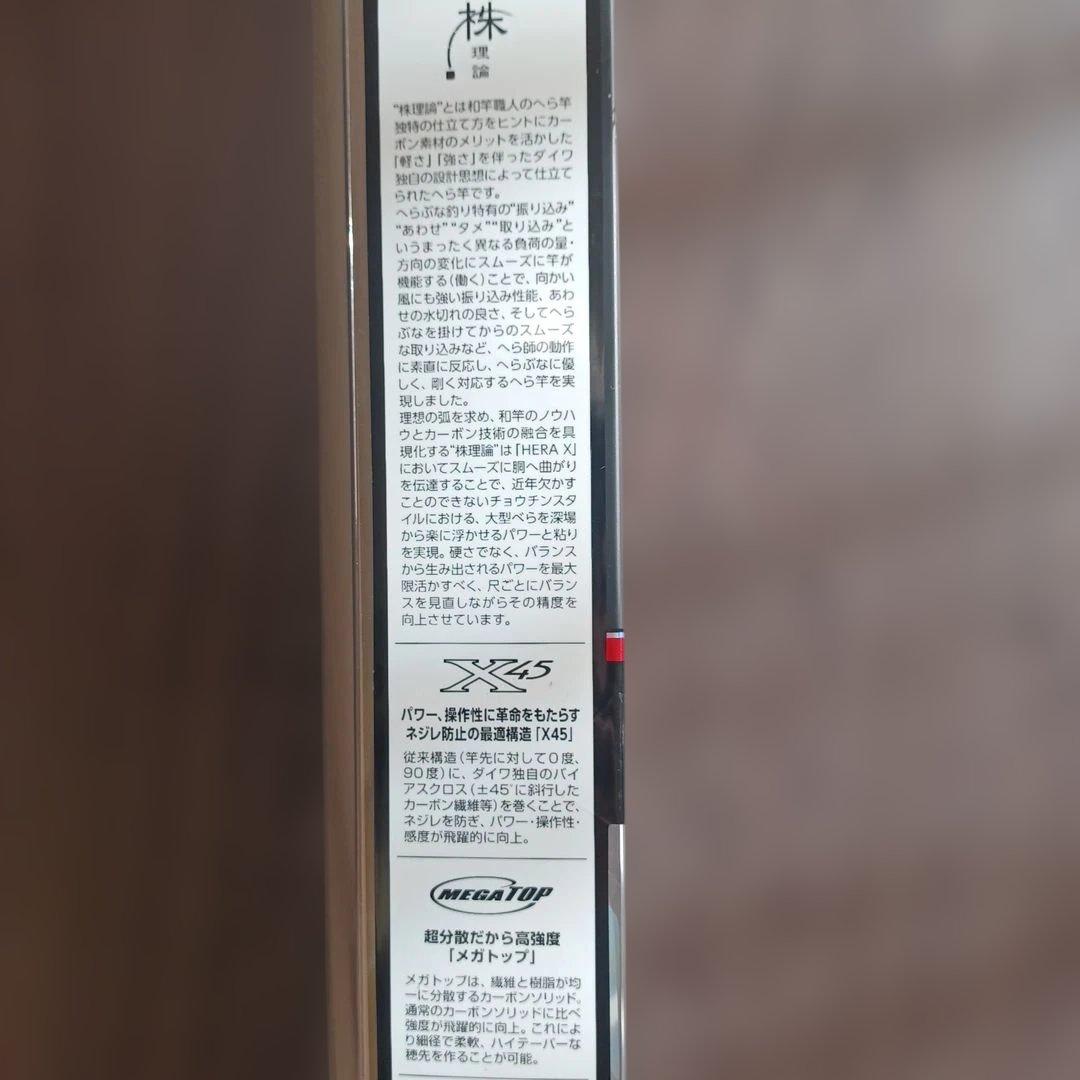 株
理
論
“株理論”とは和竿職人のへら竿
独特の仕立て方をヒントにカー
ボン素材のメリットを活かした
「軽さ」「強さ」を伴ったダイワ
独自の設計思想によって仕立て
られたへら竿です。
へらぶな釣り特有の“振り込み”
“あわせ”“タメ”“取り込み”と
いうまったく異なる負荷の量・
方向の変化にスムーズに竿が
機能する(働く)ことで、向かい
風にも強い振り込み性能、あわ
せの水切れの良さ、そしてへら
ぶなを掛けてからのスムーズ
な取り込みなど、へら師の動作
に素直に反応し、へらぶなに優
しく、剛く対応するへら竿を実
現しました。
理想の弧を求め、和竿のノウハ
ウとカーボン技術の融合を具
現化する“株理論”は「HERA X」
においてスムーズに胴へ曲がり
を伝達することで、近年欠かす
ことのできないチョウチンスタ
イルにおける、大型べらを深場
から楽に浮かせるパワーと粘り
を実現。硬さでなく、バランス
から生み出されるパワーを最大
限活かすべく、尺ごとにバラン
スを見直しながらその精度を
向上させています。
X45
パワー、操作性に革命をもたらす
ネジレ防止の最適構造「X45」
従来構造(竿先に対して0度、
90度)に、ダイワ独自のバイ
アスクロス(±45°に斜行した
カーボン繊維等)を巻くことで、
ネジレを防ぎ、パワー・操作性・
感度が飛躍的に向上。
MEGATOP
超分散だから高強度
「メガトップ」
メガトップは、繊維と樹脂が均
一に分散するカーボンソリッド。
通常のカーボンソリッドに比べ
強度が飛躍的に向上。これによ
り細径で柔軟、ハイテーパーな
穂先を作ることが可能。